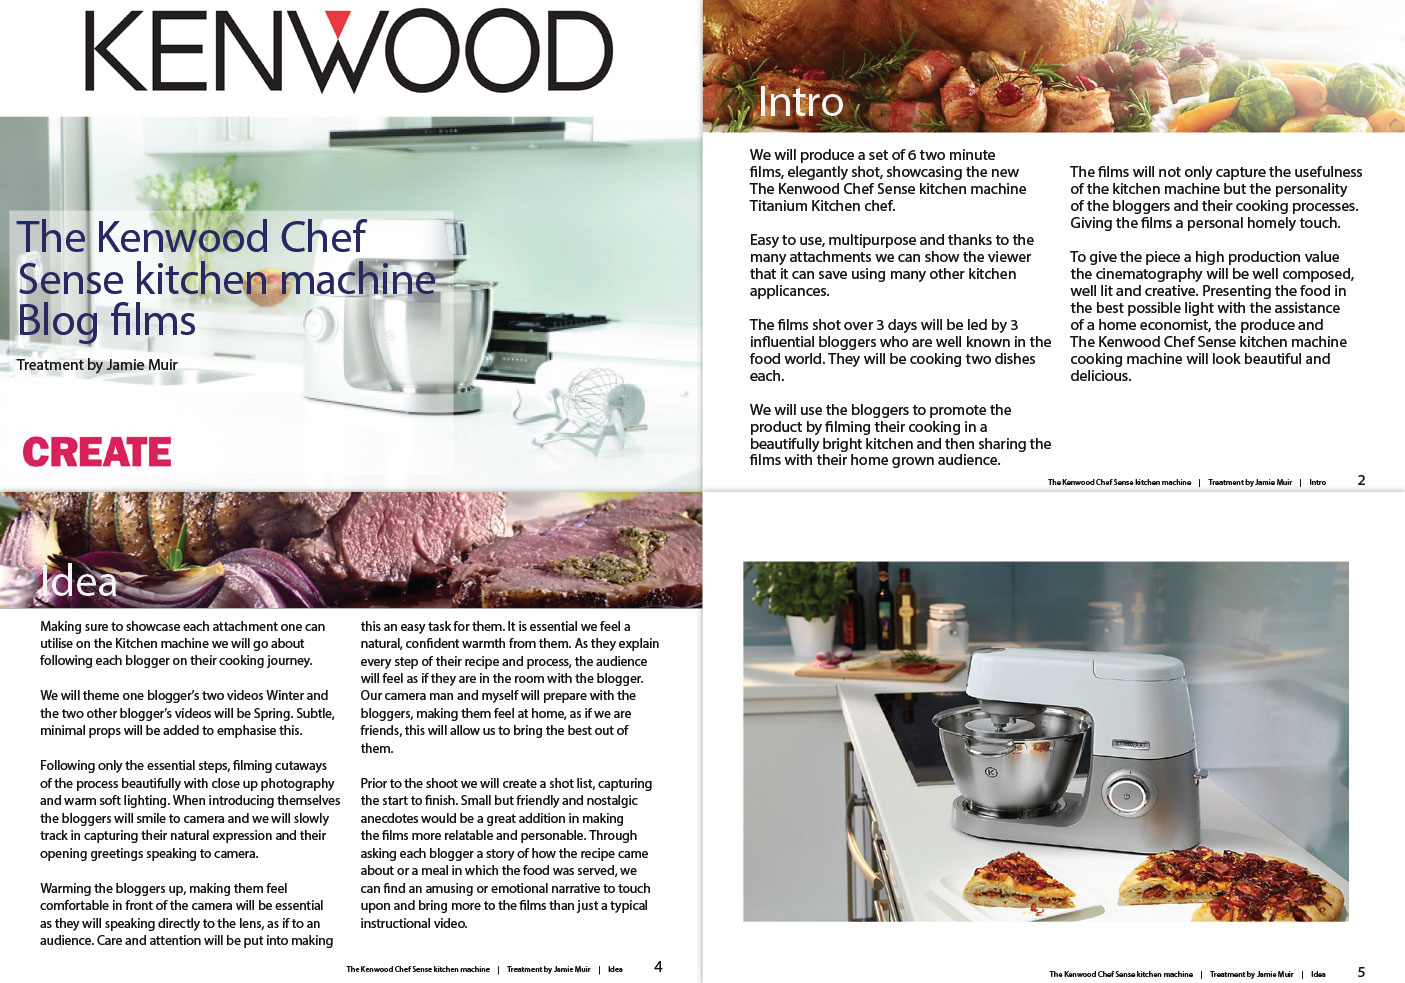 KENWOOD
The Kenwood Chef
Sense kitchen machine
Blog films
Treatment by Jamie Muir
CREATE
Intro
We will produce a set of 6 two minute
films, elegantly shot, showcasing the new
The Kenwood Chef Sense kitchen machine
Titanium Kitchen chef.
Easy to use, multipurpose and thanks to the
many attachments we can show the viewer
that it can save using many other kitchen
applicances.
The films shot over 3 days will be led by 3
influential bloggers who are well known in the
food world. They will be cooking two dishes
each.
We will use the bloggers to promote the
product by filming their cooking in a
beautifully bright kitchen and then sharing the
films with their home grown audience.
The films will not only capture the usefulness
of the kitchen machine but the personality
of the bloggers and their cooking processes.
Giving the films a personal homely touch.
To give the piece a high production value
the cinematography will be well composed,
well lit and creative. Presenting the food in
the best possible light with the assistance
of a home economist, the produce and
The Kenwood Chef Sense kitchen machine
cooking machine will look beautiful and
delicious.
The Kenwood Chef Sense kitchen machine | Treatment by Jamie Muir | Intro 2
Idea
Making sure to showcase each attachment one can
utilise on the Kitchen machine we will go about
following each blogger on their cooking journey.
We will theme one blogger's two videos Winter and
the two other blogger's videos will be Spring. Subtle,
minimal props will be added to emphasise this.
Following only the essential steps, filming cutaways
of the process beautifully with close up photography
and warm soft lighting. When introducing themselves
the bloggers will smile to camera and we will slowly
track in capturing their natural expression and their
opening greetings speaking to camera.
Warming the bloggers up, making them feel
comfortable in front of the camera will be essential
as they will speaking directly to the lens, as if to an
audience. Care and attention will be put into making
this an easy task for them. It is essential we feel a
natural, confident warmth from them. As they explain
every step of their recipe and process, the audience
will feel as if they are in the room with the blogger.
Our camera man and myself will prepare with the
bloggers, making them feel at home, as if we are
friends, this will allow us to bring the best out of
them.
Prior to the shoot we will create a shot list, capturing
the start to finish. Small but friendly and nostalgic
anecdotes would be a great addition in making
the films more relatable and personable. Through
asking each blogger a story of how the recipe came
about or a meal in which the food was served, we
can find an amusing or emotional narrative to touch
upon and bring more to the films than just a typical
instructional video.
The Kenwood Chef Sense kitchen machine | Treatment by Jamie Muir | Idea 4
KENWOOD
K
The Kenwood Chef Sense kitchen machine | Treatment by Jamie Muir | Idea 5